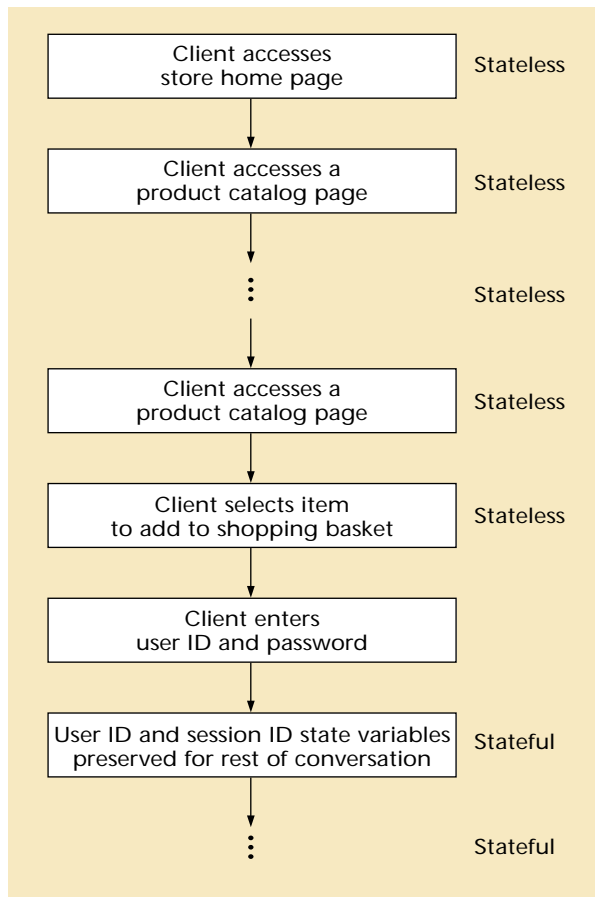 Client accesses
store home page
Stateless
Client accesses a
product catalog page
Stateless
Stateless
Client accesses a
product catalog page
Stateless
Client selects item
to add to shopping basket
Stateless
Client enters
user ID and password
User ID and session ID state variables
preserved for rest of conversation
Stateful
Stateful